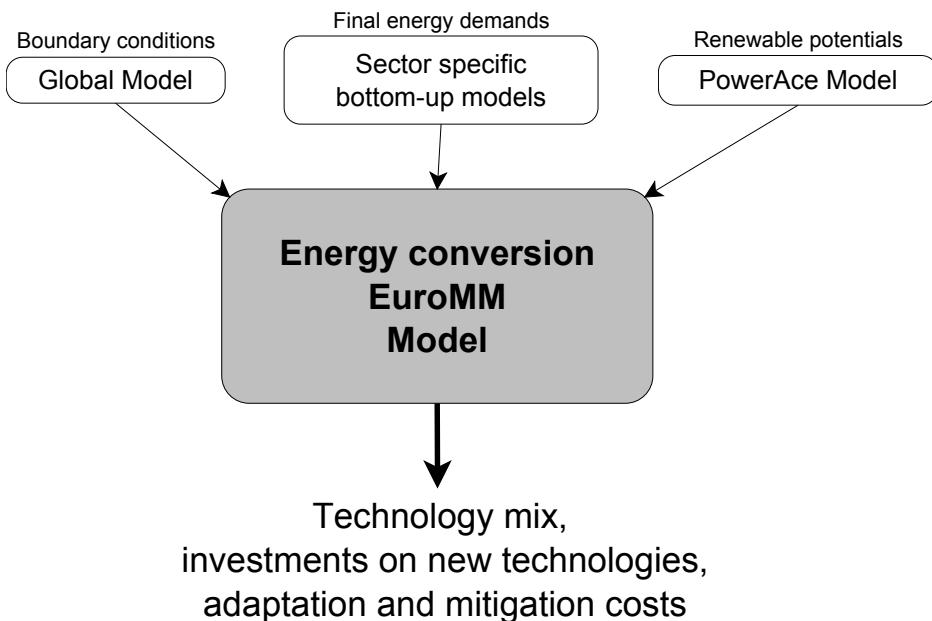 Boundary conditions
Global Model
Final energy demands
Sector specific
bottom-up models
Renewable potentials
PowerAce Model
Energy conversion
EuroMM
Model
Technology mix,
investments on new technologies,
adaptation and mitigation costs